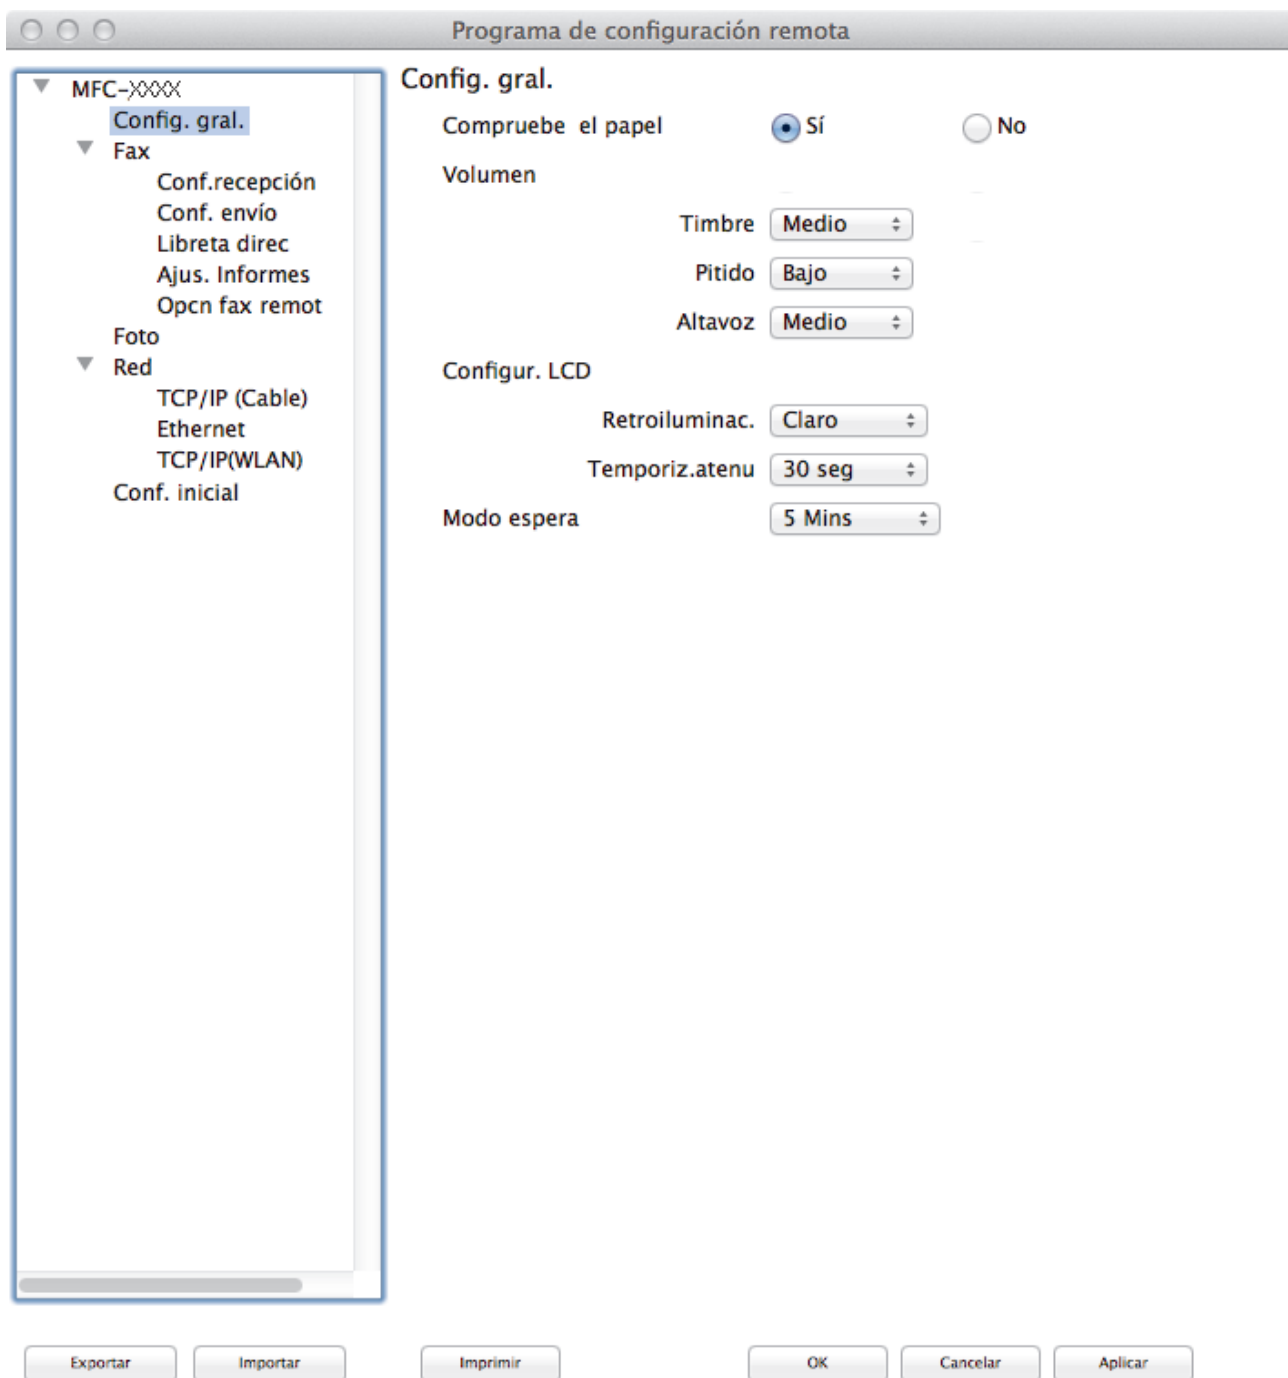 Programa de configuración remota
MFC-XXXX
Config. gral.
Fax
Conf.recepción
Conf. envío
Libreta direc
Ajus. Informes
Opcn fax remot
Foto
Red
TCP/IP (Cable)
Ethernet
TCP/IP(WLAN)
Conf. inicial
Config. gral.
Compruebe el papel Sí No
Volumen
Timbre Medio
Pitido Bajo
Altavoz Medio
Configur. LCD
Retroiluminac. Claro
Temporiz.atenu 30 seg
Modo espera 5 Mins
Exportar Importar Imprimir OK Cancelar Aplicar